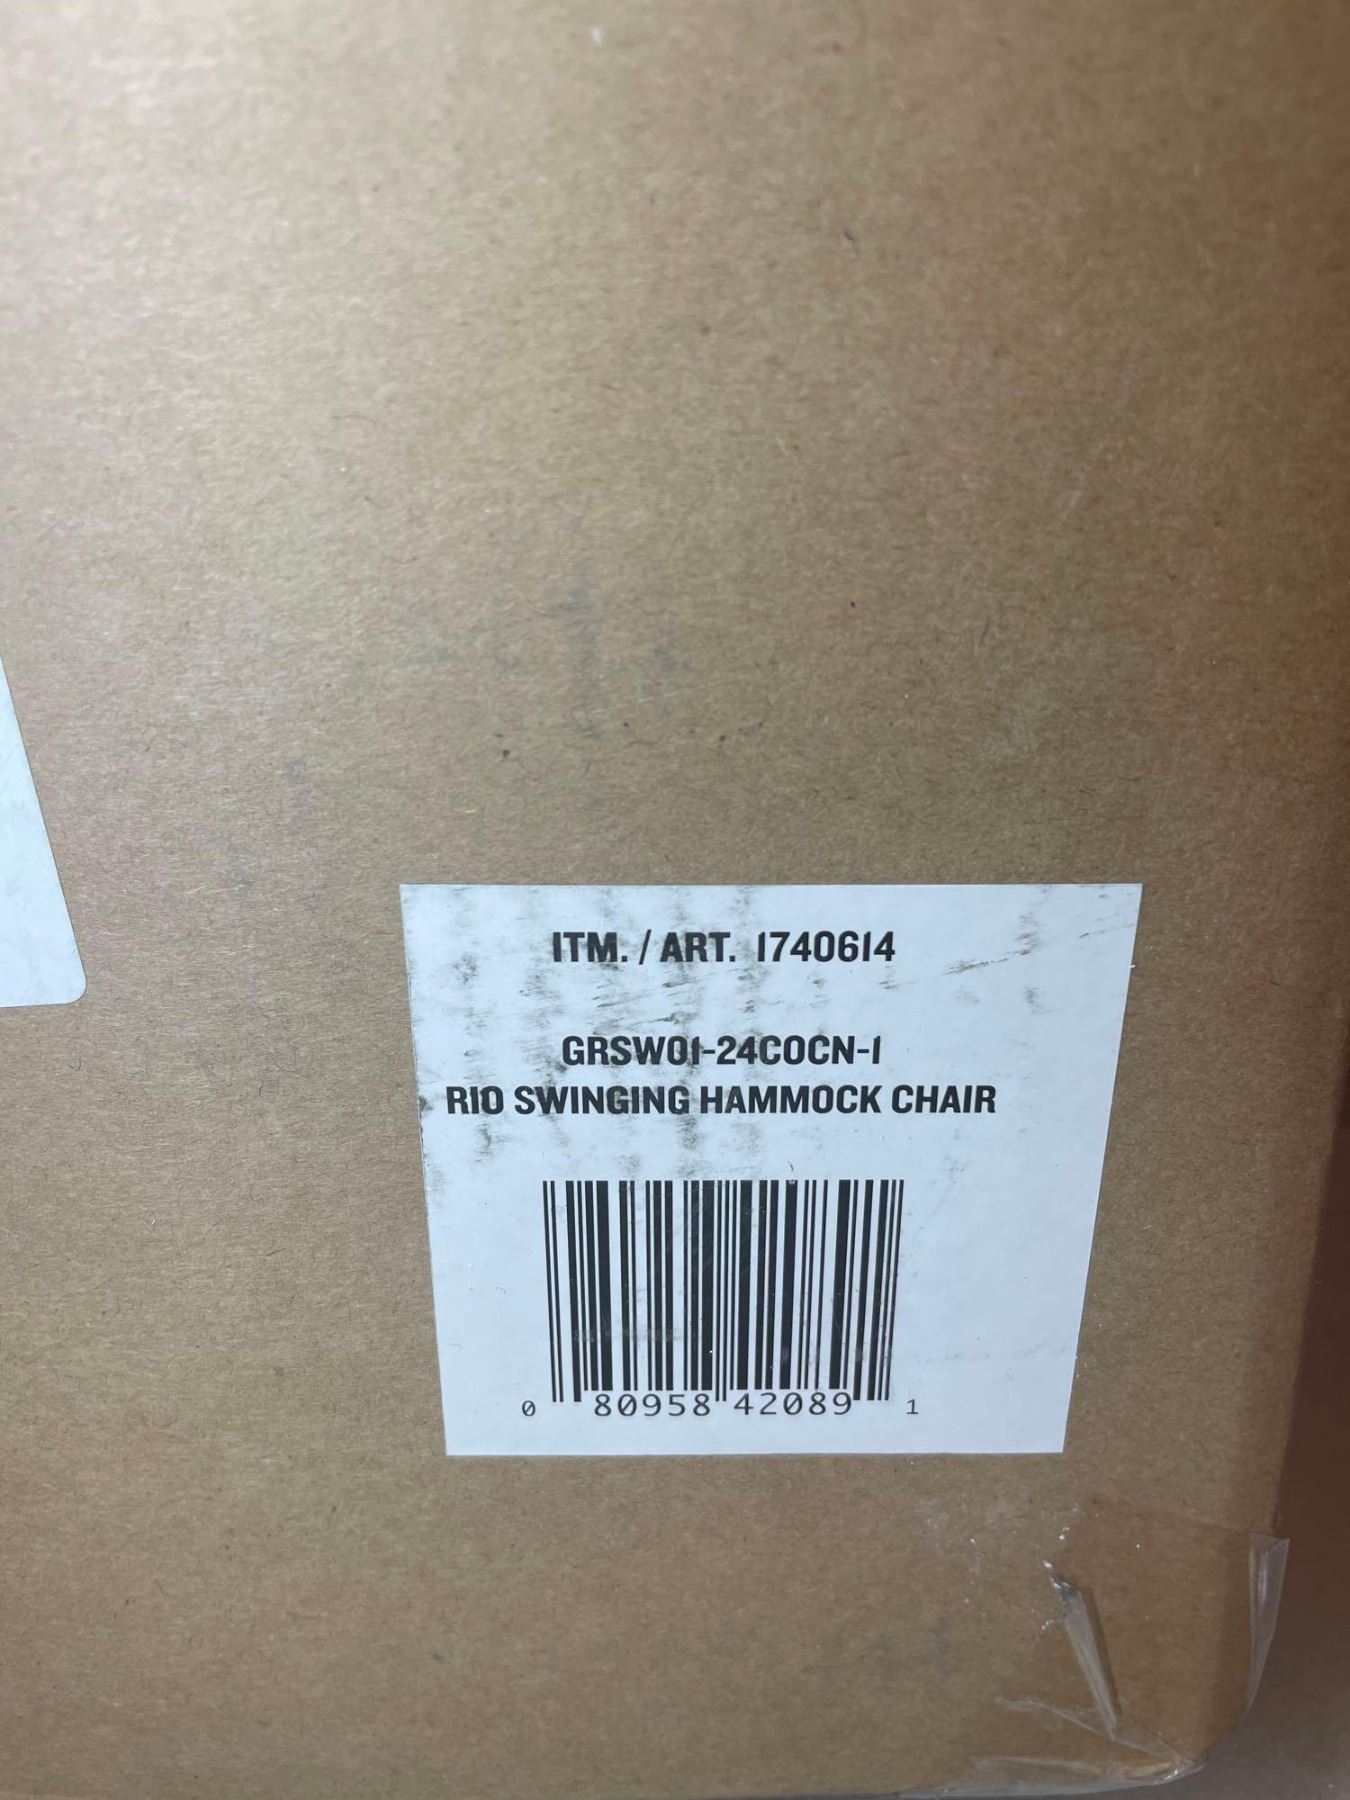 ITM. / ART. 1740614
GRSW01-24COCN-1
RIO SWINGING HAMMOCK CHAIR
0 80958 42089 1